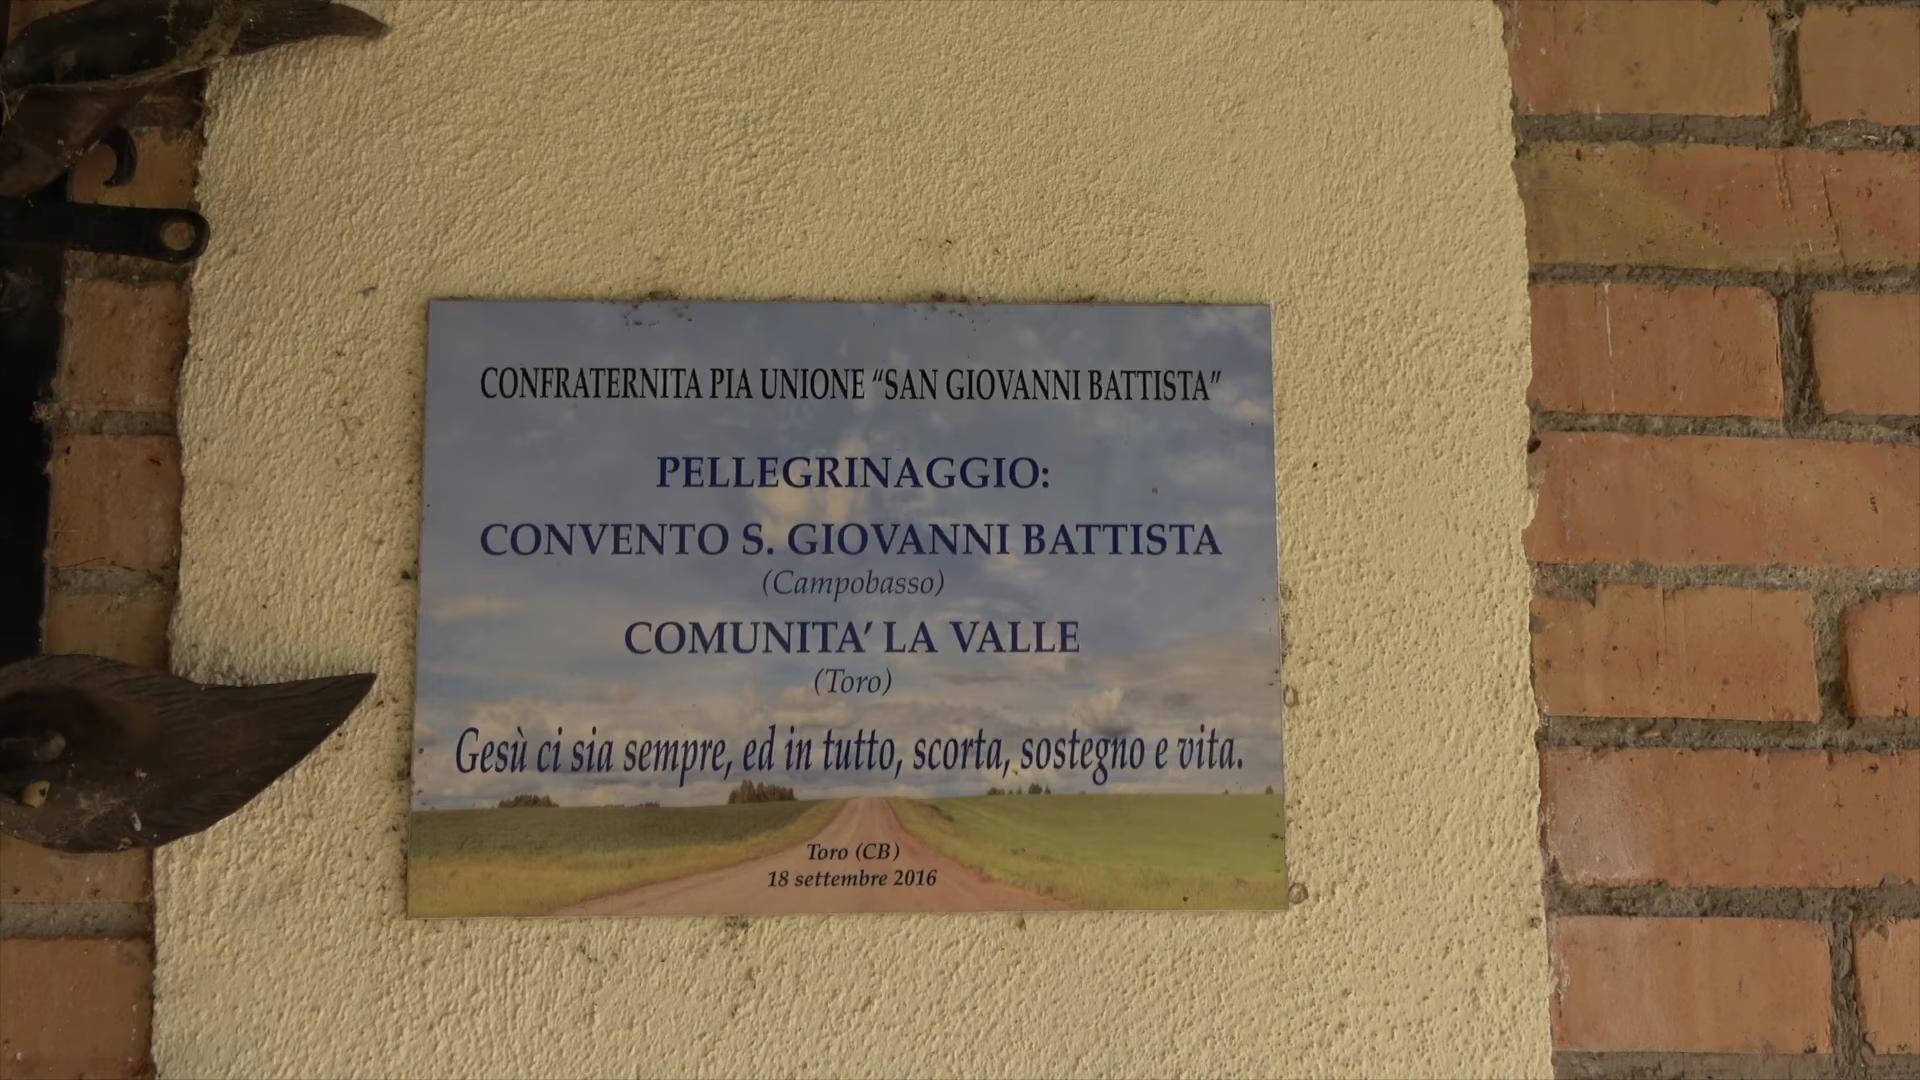 CONFRATERNITA PIA UNIONE “SAN GIOVANNI BATTISTA”
PELLEGRINAGGIO:
CONVENTO S. GIOVANNI BATTISTA
(Campobasso)
COMUNITA’ LA VALLE
(Toro)
Gesù ci sia sempre, ed in tutto, scorta, sostegno e vita.
Toro (CB)
18 settembre 2016